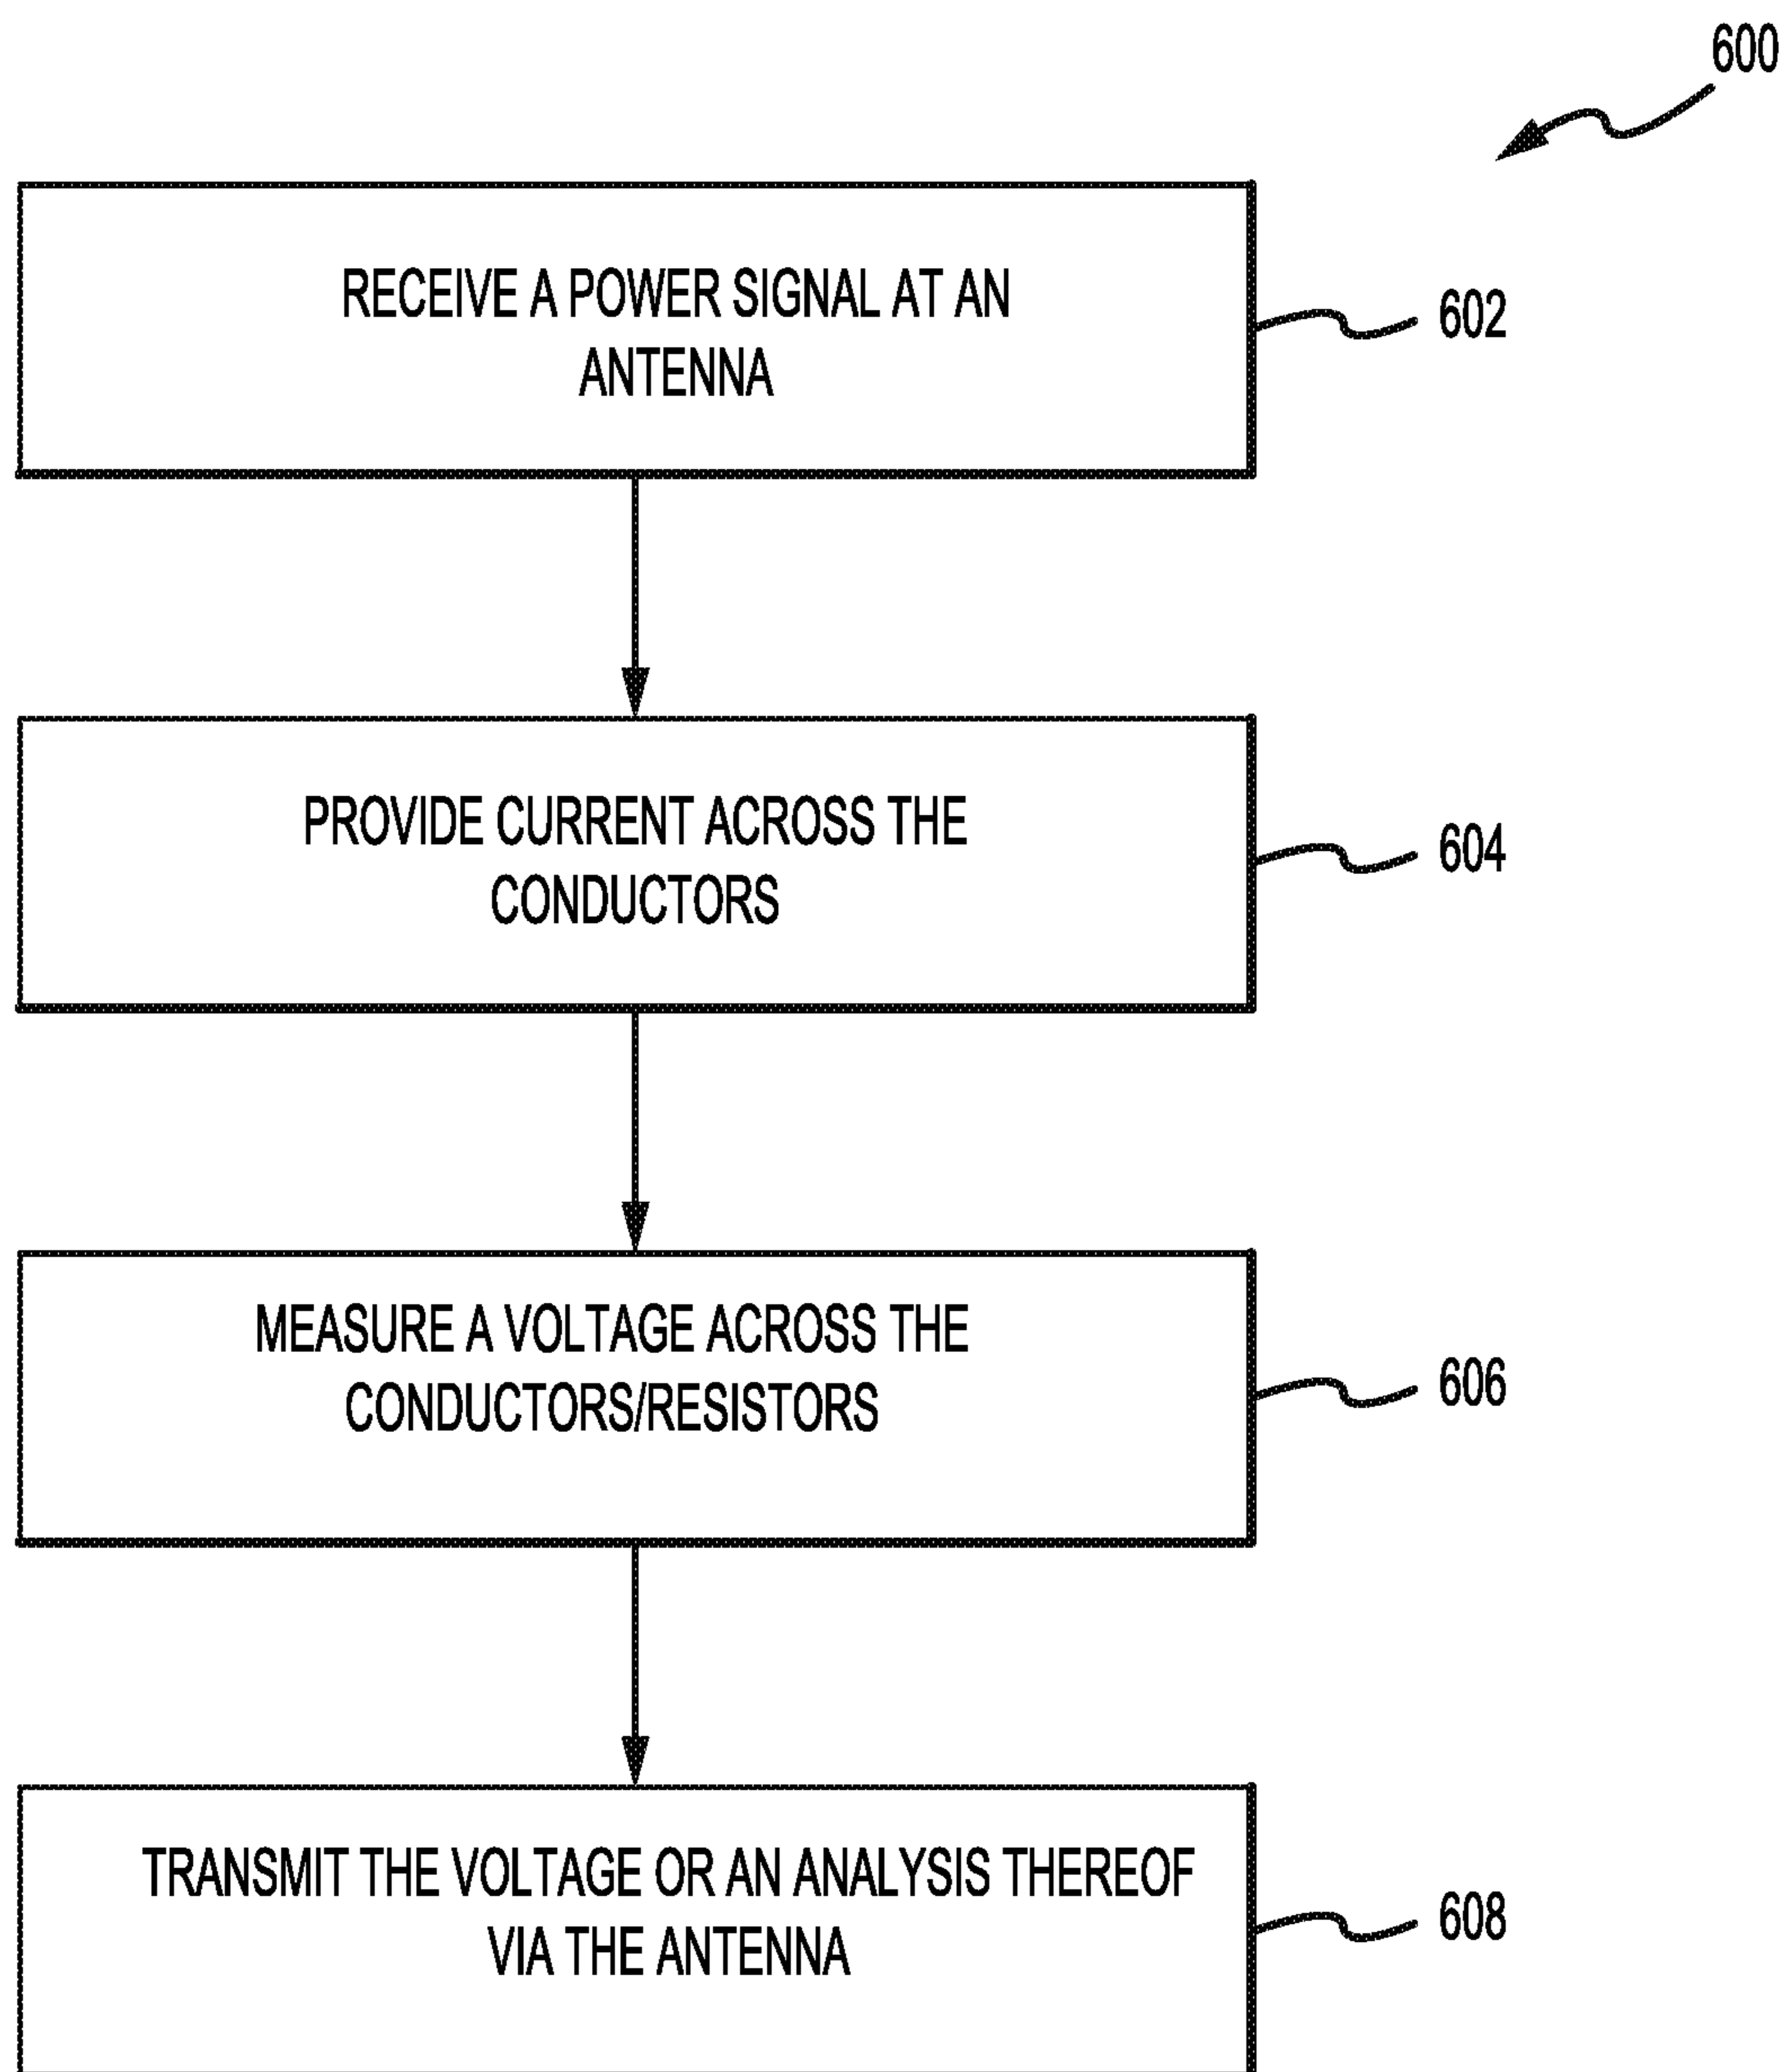 600
RECEIVE A POWER SIGNAL AT AN
ANTENNA
602
PROVIDE CURRENT ACROSS THE
CONDUCTORS
604
MEASURE A VOLTAGE ACROSS THE
CONDUCTORS/RESISTORS
606
TRANSMIT THE VOLTAGE OR AN ANALYSIS THEREOF
VIA THE ANTENNA
608